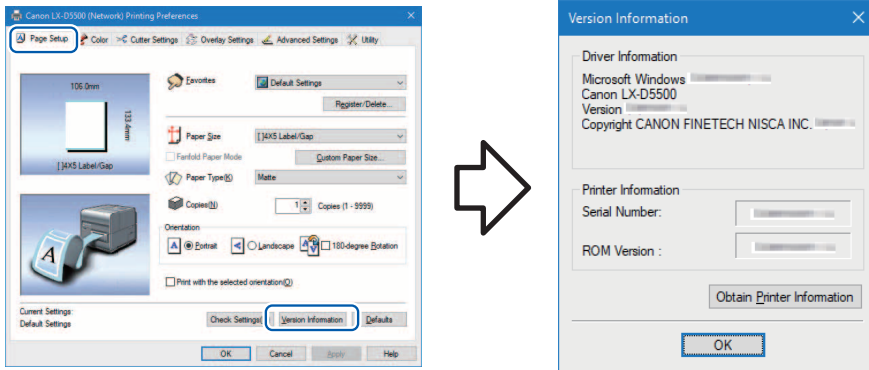 Canon LX-D5500 (Network) Printing Preferences
Page Setup Color Cutter Settings Overlay Settings Advanced Settings Utility
106.0mm
133.4mm
[ ]4X5 Label/Gap
Favorites Default Settings
Register/Delete...
Paper Size [ ]4X5 Label/Gap
Fanfold Paper Mode Custom Paper Size...
Paper Type(K) Matte
Copies(N) 1 Copies (1 - 9999)
Orientation
A Portrait A Landscape 180-degree Rotation
Print with the selected orientation(O)
A
Current Settings:
Default Settings
Check Settings( Version Information Defaults
OK Cancel Apply Help
Version Information
Driver Information
Microsoft Windows
Canon LX-D5500
Version
Copyright CANON FINETECH NISCA INC.
Printer Information
Serial Number:
ROM Version :
Obtain Printer Information
OK